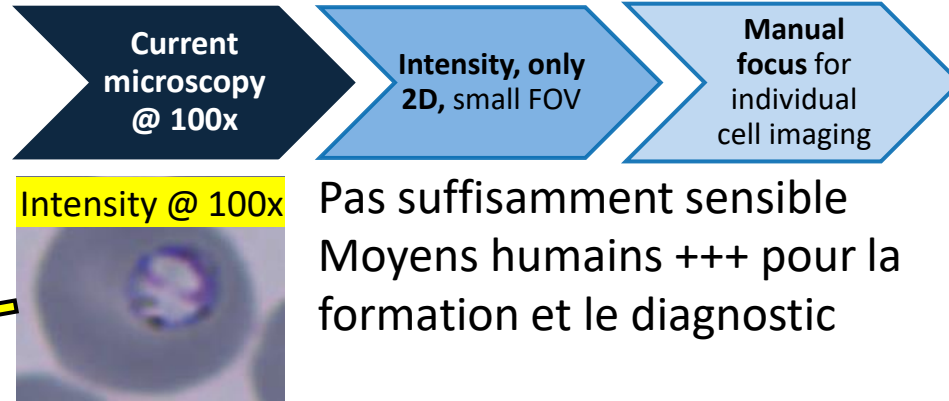 Current
microscopy
@ 100x
Intensity, only
2D, small FOV
Manual
focus for
individual
cell imaging
Intensity @ 100x
Pas suffisamment sensible
Moyens humains +++ pour la
formation et le diagnostic